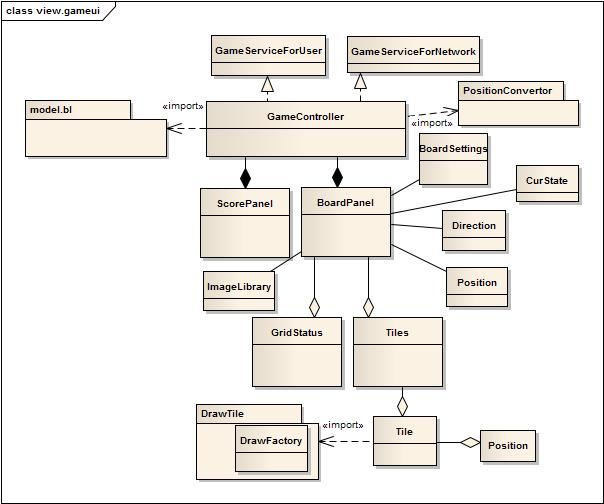 class view.gameui
GameServiceForUser
GameServiceForNetwork
PositionConvertor
model.bl
«import»
GameController
«import»
BoardSettings
CurState
ScorePanel
BoardPanel
Direction
ImageLibrary
Position
GridStatus
Tiles
DrawTile
«import»
DrawFactory
Tile
Position